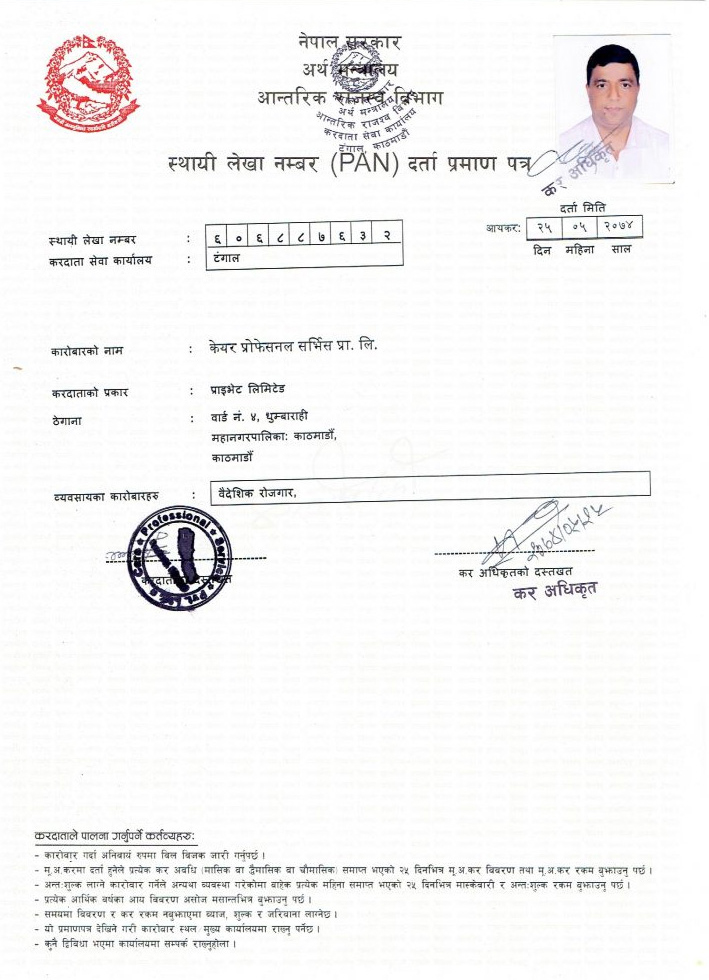 नेपाल सरकार
अर्थ मन्त्रालय
आन्तरिक राजस्व विभाग
अर्थ मन्त्रालय
आन्तरिक राजश्व विभाग
करदाता सेवा कार्यालय
टंगाल, काठमाडौं
स्थायी लेखा नम्बर (PAN) दर्ता प्रमाण पत्र
कर अधिकृत
दर्ता मिति
आयकर: २५ ०५ २०७४
दिन महिना साल
स्थायी लेखा नम्बर : ६ ० ६ ८ ८ ७ ६ ३ २
करदाता सेवा कार्यालय : टंगाल
कारोबारको नाम : केयर प्रोफेसनल सर्भिस प्रा. लि.
करदाताको प्रकार : प्राइभेट लिमिटेड
ठेगाना : वार्ड नं. ४, धुम्बाराही
महानगरपालिका: काठमाडौँ,
काठमाडौँ
व्यवसायका कारोबारहरु : वैदेशिक रोजगार,
Care Professional Service Pvt. Ltd.
करदाताको दस्तखत
२०७४/०५/२५
कर अधिकृतको दस्तखत
कर अधिकृत
करदाताले पालना गर्नुपर्ने कर्तव्यहरु:
- कारोबार गर्दा अनिवार्य रुपमा बिल बिजक जारी गर्नुपर्छ ।
- मू.अ.करमा दर्ता हुनेले प्रत्येक कर अवधि (मासिक वा द्वैमासिक वा चौमासिक) समाप्त भएको २५ दिनभित्र मू.अ.कर बिबरण तथा मू.अ.कर रकम बुझाउनु पर्छ ।
- अन्त:शुल्क लाग्ने कारोबार गर्नेले अन्यथा व्यवस्था गरेकोमा बाहेक प्रत्येक महिना समाप्त भएको २५ दिनभित्र मास्केबारी र अन्त:शुल्क रकम बुझाउनु पर्छ ।
- प्रत्येक आर्थिक बर्षका आय बिबरण असोज मसान्तभित्र बुझाउनु पर्छ ।
- समयमा बिबरण र कर रकम नबुझाएमा ब्याज, शुल्क र जरिवाना लाग्नेछ ।
- यो प्रमाणपत्र देखिने गरी कारोबार स्थल/मुख्य कार्यालयमा राख्नु पर्नेछ ।
- कुनै द्विबिधा भएमा कार्यालयमा सम्पर्क राख्नुहोला ।